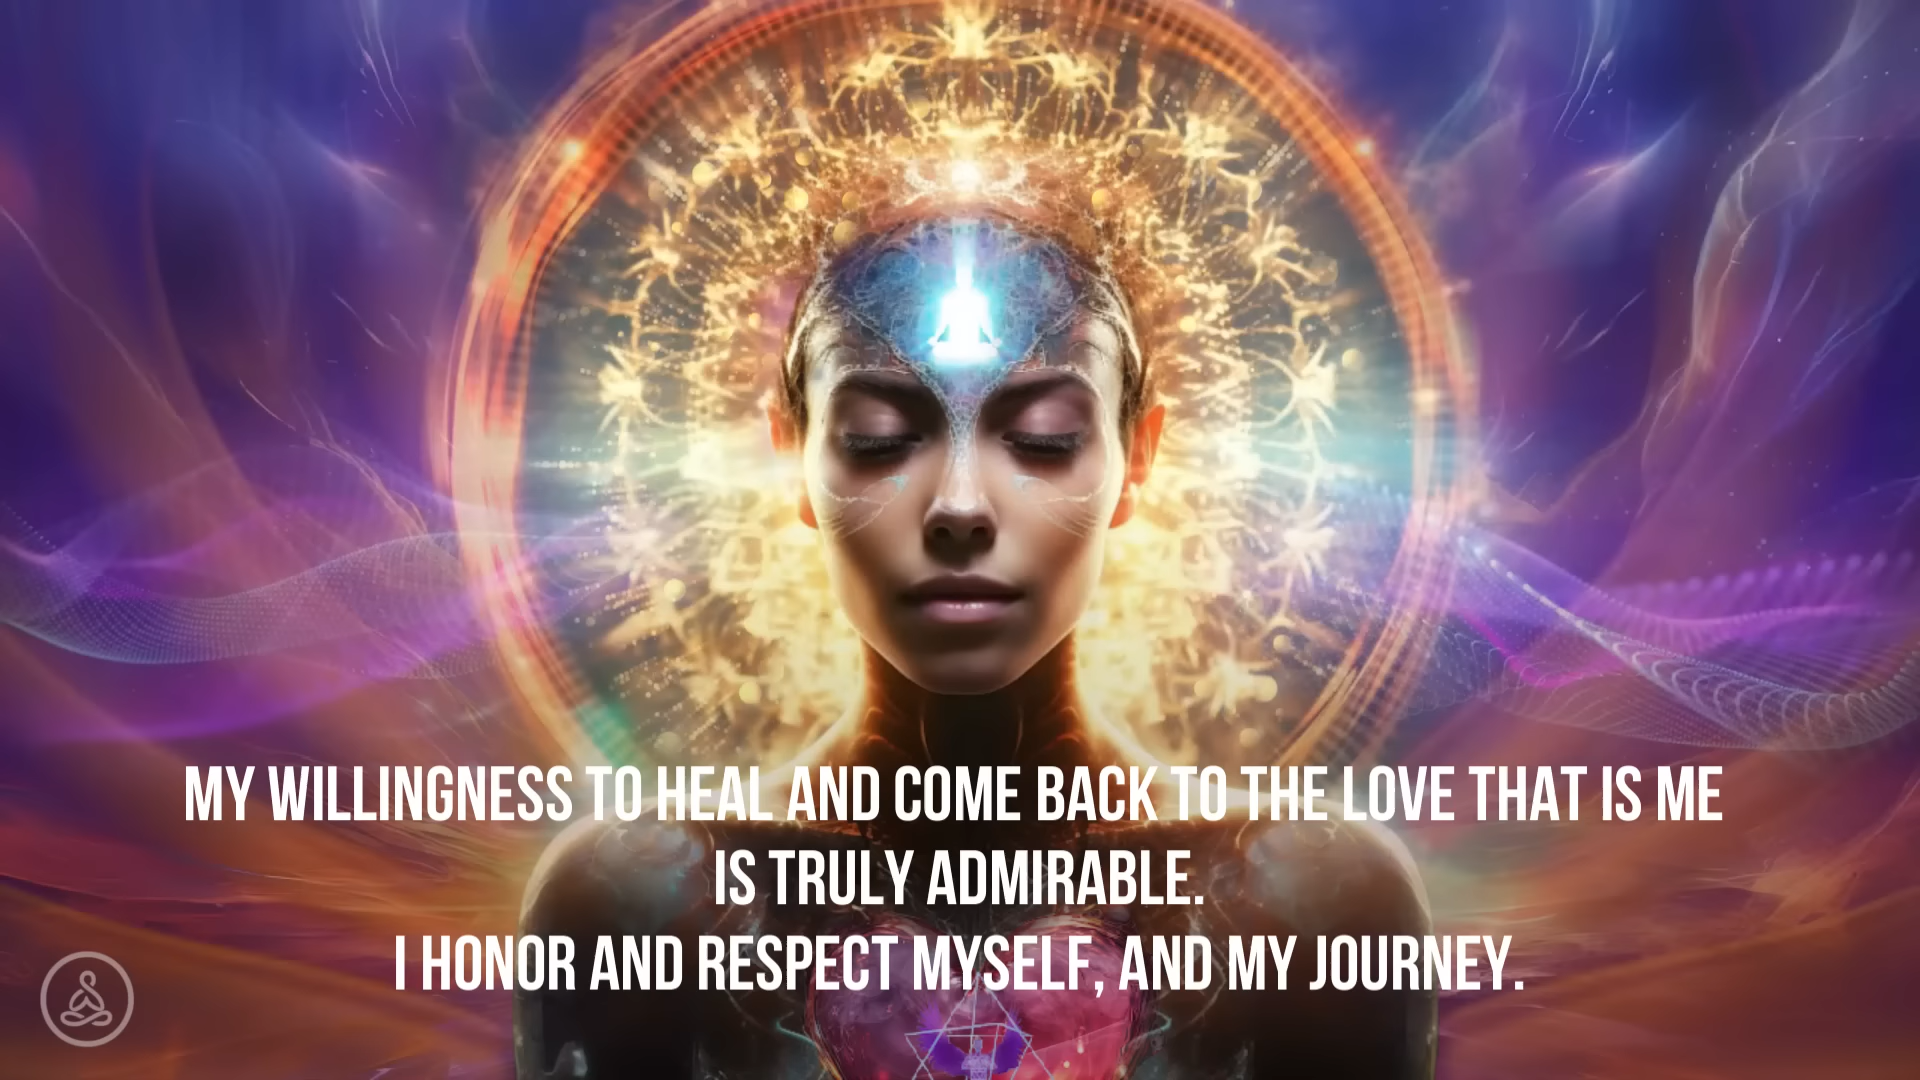 MY WILLINGNESS TO HEAL AND COME BACK TO THE LOVE THAT IS ME
IS TRULY ADMIRABLE.
I HONOR AND RESPECT MYSELF, AND MY JOURNEY.